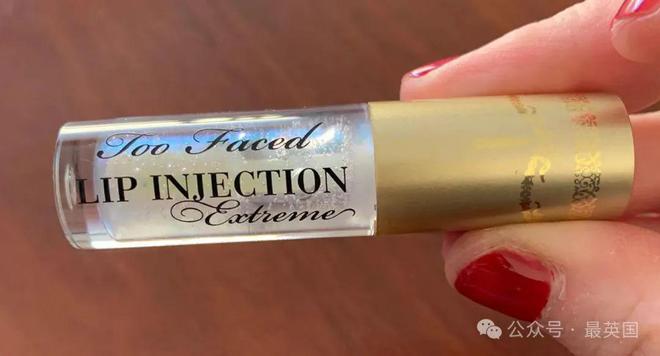 Too Faced
LIP INJECTION
Extreme
公众号 · 最英国